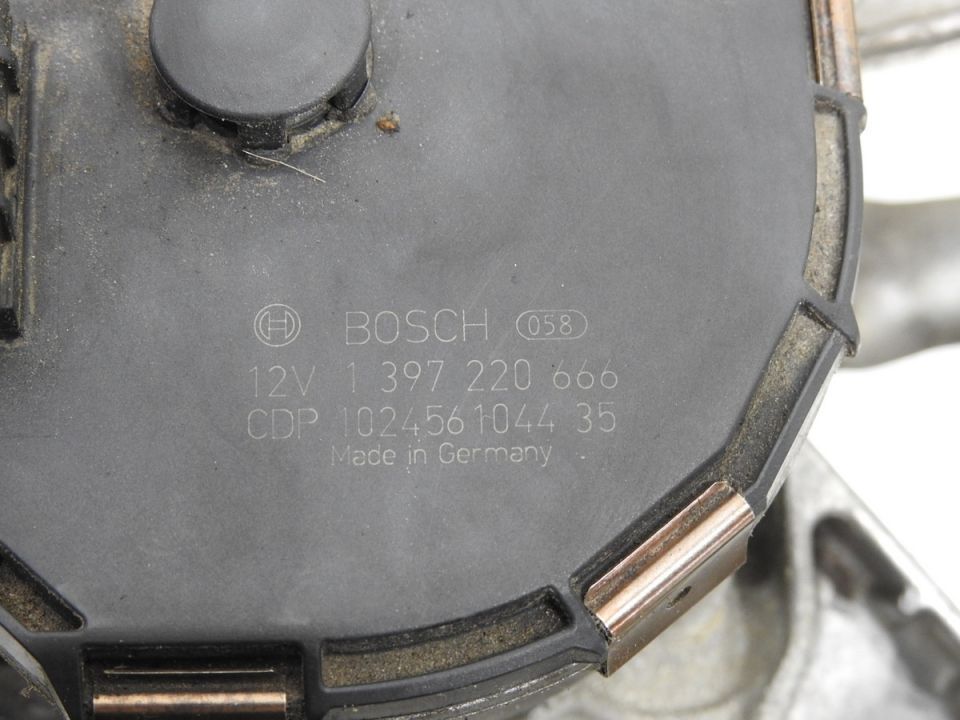 BOSCH 058
12V 1 397 220 666
CDP 1024561044 35
Made in Germany